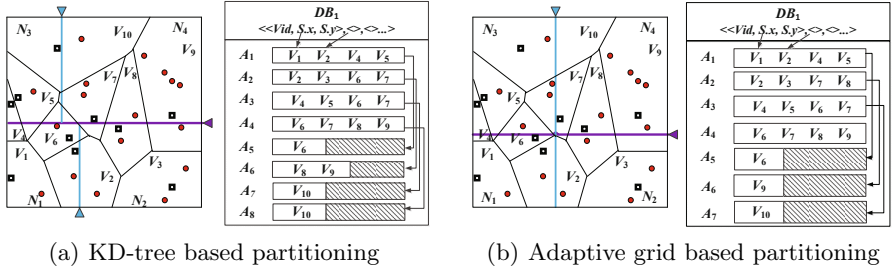 N3 V10 N4 V9
V7 V8
V5
V4 V6
V1 V3
V2
N1 N2
DB1
<<Vid, S.x, S.y>,<>,<>...>
A1 V1 V2 V4 V5
A2 V2 V3 V6 V7
A3 V4 V5 V6 V7
A4 V6 V7 V8 V9
A5 V6
A6 V8 V9
A7 V10
A8 V10
(a) KD-tree based partitioning
N3 V10 N4 V9
V7 V8
V5
V4 V6
V1 V3
V2
N1 N2
DB1
<<Vid, S.x, S.y>,<>,<>...>
A1 V1 V2 V4 V5
A2 V2 V3 V7 V8
A3 V4 V5 V6 V7
A4 V6 V7 V8 V9
A5 V6
A6 V9
A7 V10
(b) Adaptive grid based partitioning